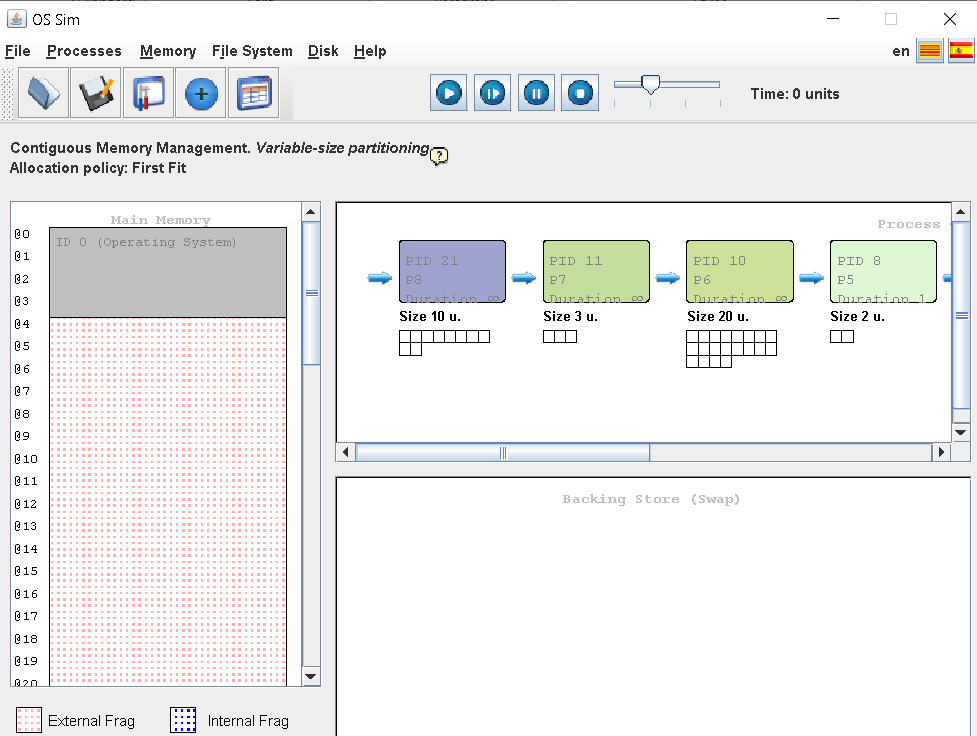 OS Sim
File Processes Memory File System Disk Help en
Time: 0 units
Contiguous Memory Management. Variable-size partitioning
?
Allocation policy: First Fit
Main Memory
@0
ID 0 (Operating System)
@1
@2
@3
@4
@5
@6
@7
@8
@9
@10
@11
@12
@13
@14
@15
@16
@17
@18
@19
@20
External Frag Internal Frag
Process
PID 21
P8
Duration ∞
Size 10 u.
PID 11
P7
Duration ∞
Size 3 u.
PID 10
P6
Duration ∞
Size 20 u.
PID 8
P5
Duration 1
Size 2 u.
Backing Store (Swap)